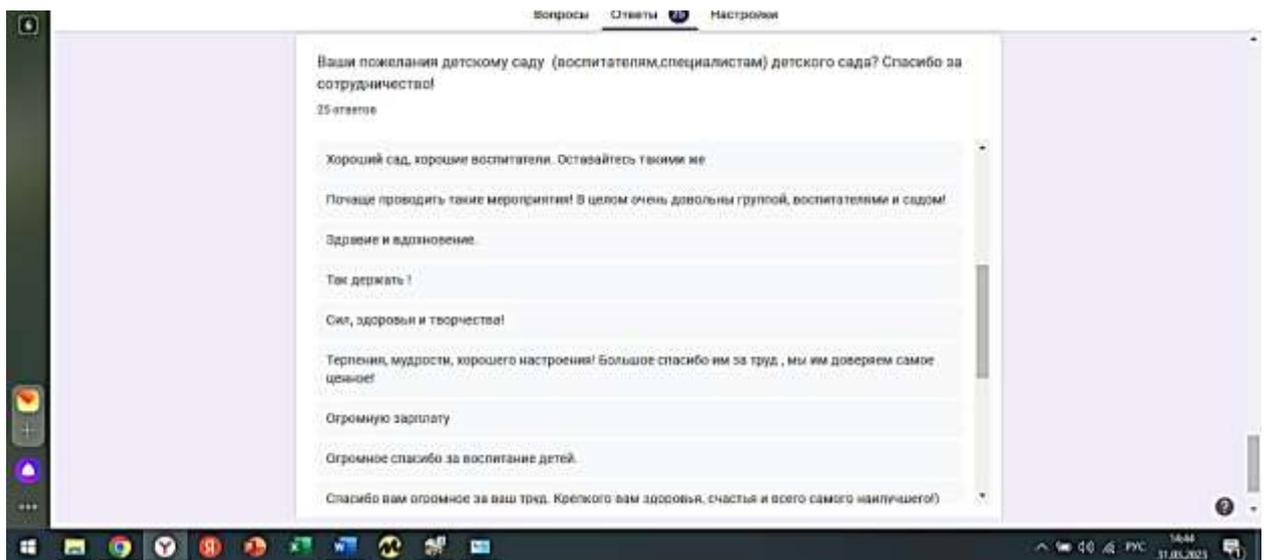 Вопросы Ответы 25 Настройки
Ваши пожелания детскому саду (воспитателям,специалистам) детского сада? Спасибо за
сотрудничество!
25 ответов
Хороший сад, хорошие воспитатели. Оставайтесь такими же
Почаще проводить такие мероприятия! В целом очень довольны группой, воспитателями и садом!
Здравие и вдохновение.
Так держать !
Сил, здоровья и творчества!
Терпения, мудрости, хорошего настроения! Большое спасибо им за труд , мы им доверяем самое
ценное!
Огромную зарплату
Огромное спасибо за воспитание детей.
Спасибо вам огромное за ваш труд. Крепкого вам здоровья, счастья и всего самого наилучшего!)
РУС
14:44